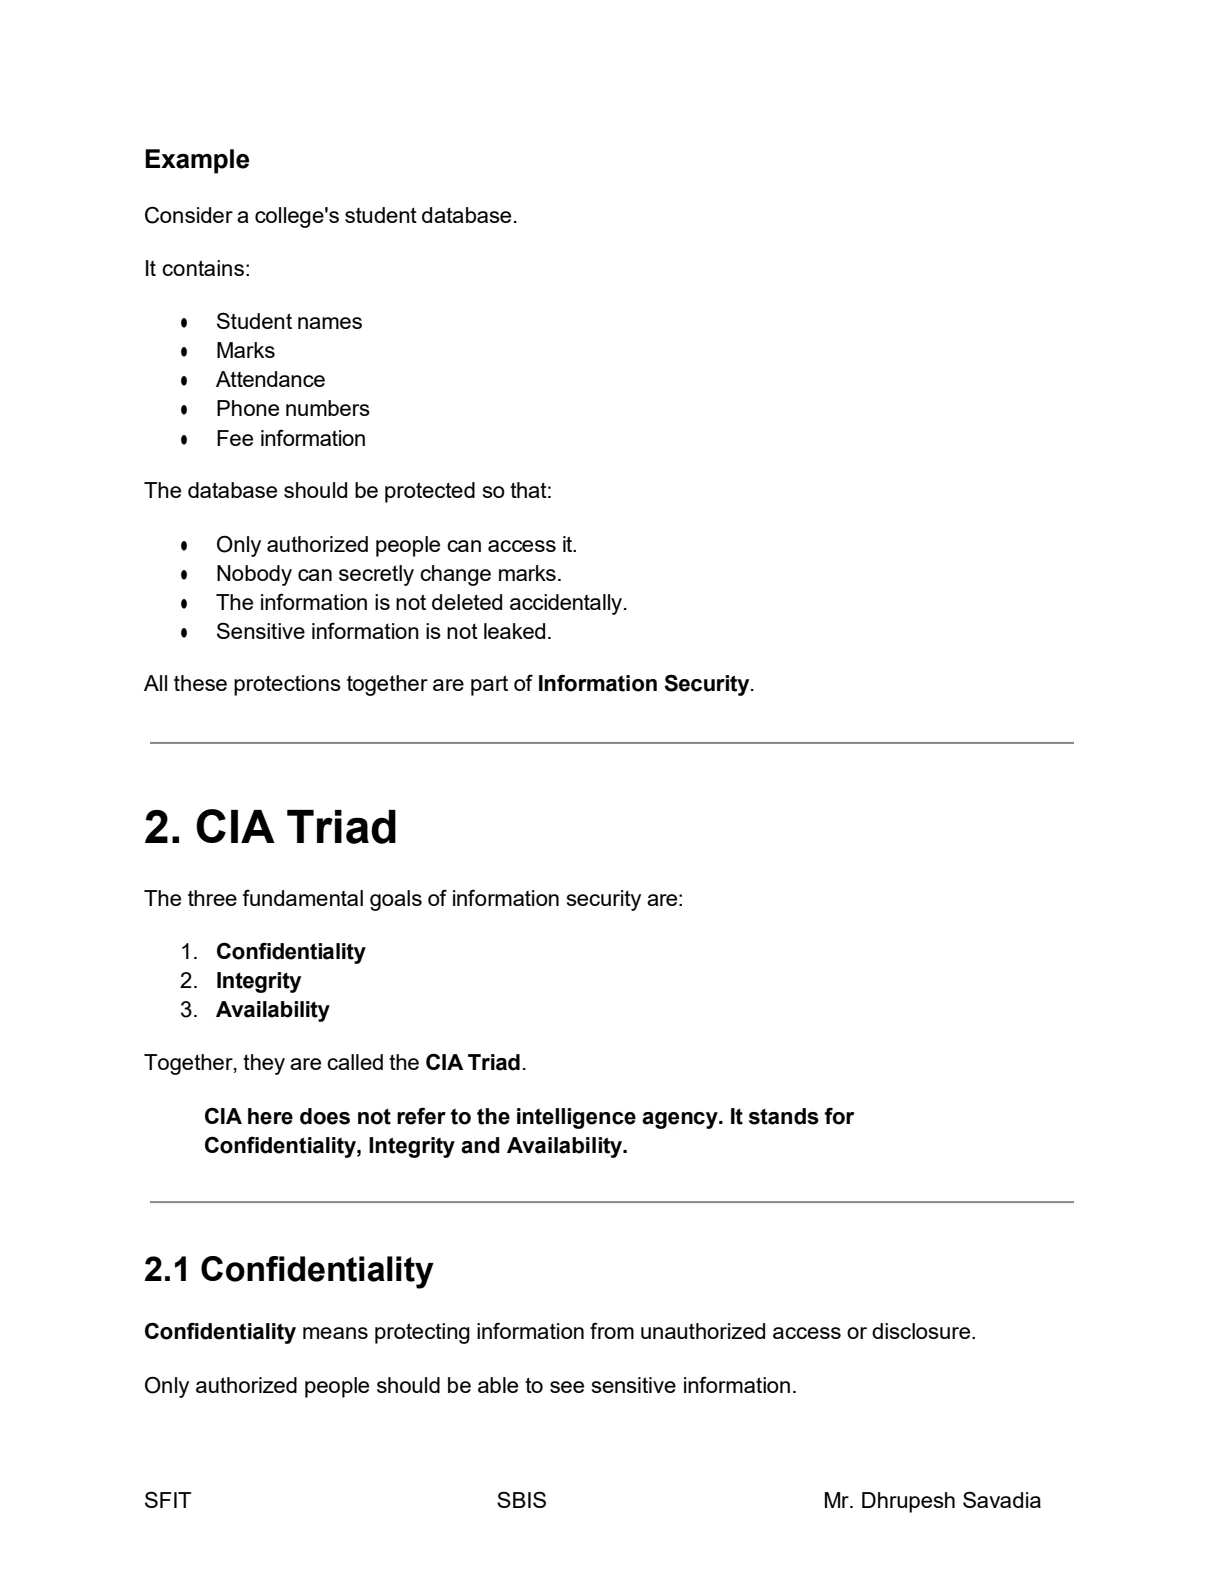 Example
Consider a college's student database.
It contains:
• Student names
• Marks
• Attendance
• Phone numbers
• Fee information
The database should be protected so that:
• Only authorized people can access it.
• Nobody can secretly change marks.
• The information is not deleted accidentally.
• Sensitive information is not leaked.
All these protections together are part of Information Security.
2. CIA Triad
The three fundamental goals of information security are:
1. Confidentiality
2. Integrity
3. Availability
Together, they are called the CIA Triad.
CIA here does not refer to the intelligence agency. It stands for
Confidentiality, Integrity and Availability.
2.1 Confidentiality
Confidentiality means protecting information from unauthorized access or disclosure.
Only authorized people should be able to see sensitive information.
SFIT SBIS Mr. Dhrupesh Savadia